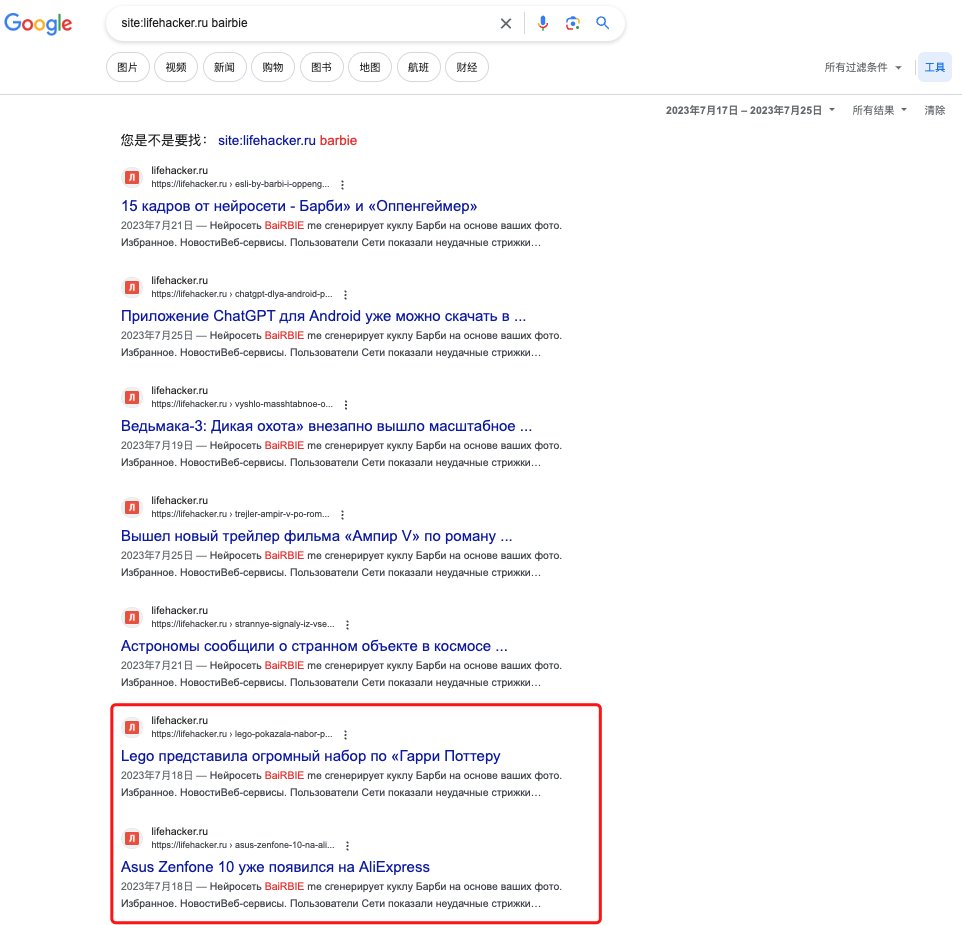 Google
site:lifehacker.ru bairbie
图片 视频 新闻 购物 图书 地图 航班 财经 所有过滤条件 工具
2023年7月17日 – 2023年7月25日 所有结果 清除
您是不是要找： site:lifehacker.ru barbie
Л lifehacker.ru
https://lifehacker.ru › esli-by-barbi-i-oppeng...
15 кадров от нейросети - Барби» и «Оппенгеймер»
2023年7月21日 — Нейросеть BaiRBIE me сгенерирует куклу Барби на основе ваших фото.
Избранное. НовостиВеб-сервисы. Пользователи Сети показали неудачные стрижки…
Л lifehacker.ru
https://lifehacker.ru › chatgpt-dlya-android-p...
Приложение ChatGPT для Android уже можно скачать в ...
2023年7月25日 — Нейросеть BaiRBIE me сгенерирует куклу Барби на основе ваших фото.
Избранное. НовостиВеб-сервисы. Пользователи Сети показали неудачные стрижки…
Л lifehacker.ru
https://lifehacker.ru › vyshlo-masshtabnoe-o...
Ведьмака-3: Дикая охота» внезапно вышло масштабное ...
2023年7月19日 — Нейросеть BaiRBIE me сгенерирует куклу Барби на основе ваших фото.
Избранное. НовостиВеб-сервисы. Пользователи Сети показали неудачные стрижки…
Л lifehacker.ru
https://lifehacker.ru › trejler-ampir-v-po-rom...
Вышел новый трейлер фильма «Ампир V» по роману ...
2023年7月25日 — Нейросеть BaiRBIE me сгенерирует куклу Барби на основе ваших фото.
Избранное. НовостиВеб-сервисы. Пользователи Сети показали неудачные стрижки…
Л lifehacker.ru
https://lifehacker.ru › strannye-signaly-iz-vse...
Астрономы сообщили о странном объекте в космосе ...
2023年7月21日 — Нейросеть BaiRBIE me сгенерирует куклу Барби на основе ваших фото.
Избранное. НовостиВеб-сервисы. Пользователи Сети показали неудачные стрижки…
Л lifehacker.ru
https://lifehacker.ru › lego-pokazala-nabor-p...
Lego представила огромный набор по «Гарри Поттеру
2023年7月18日 — Нейросеть BaiRBIE me сгенерирует куклу Барби на основе ваших фото.
Избранное. НовостиВеб-сервисы. Пользователи Сети показали неудачные стрижки…
Л lifehacker.ru
https://lifehacker.ru › asus-zenfone-10-na-ali...
Asus Zenfone 10 уже появился на AliExpress
2023年7月18日 — Нейросеть BaiRBIE me сгенерирует куклу Барби на основе ваших фото.
Избранное. НовостиВеб-сервисы. Пользователи Сети показали неудачные стрижки…